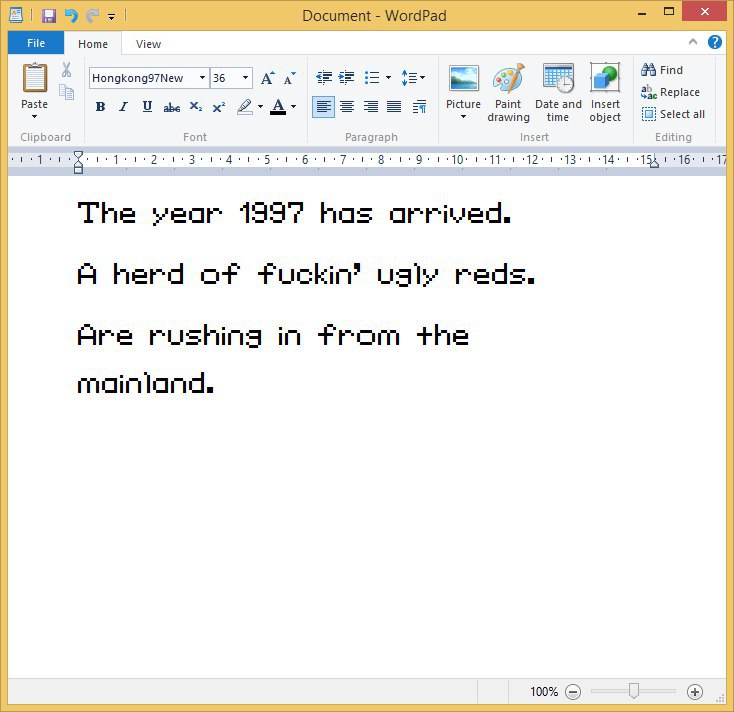 Document - WordPad
File Home View
Hongkong97New 36 A A
Paste
B I U abc X₂ X² A
Picture Paint drawing Date and time Insert object
Find
Replace
Select all
Clipboard Font Paragraph Insert Editing
1 1 2 3 4 5 6 7 8 9 10 11 12 13 14 15 16 17
The year 1997 has arrived.
A herd of fuckin' ugly reds.
Are rushing in from the
mainland.
100%